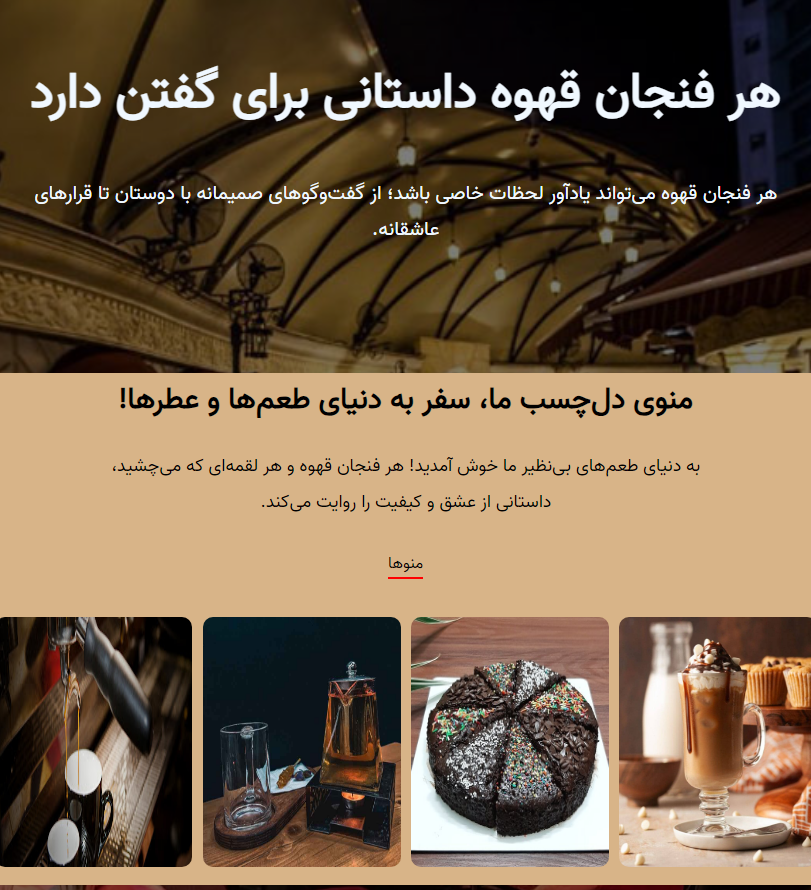 هر فنجان قهوه داستانی برای گفتن دارد
هر فنجان قهوه می‌تواند یادآور لحظات خاصی باشد؛ از گفت‌وگوهای صمیمانه با دوستان تا قرارهای
عاشقانه.
منوی دل‌چسب ما، سفر به دنیای طعم‌ها و عطرها!
به دنیای طعم‌های بی‌نظیر ما خوش آمدید! هر فنجان قهوه و هر لقمه‌ای که می‌چشید،
داستانی از عشق و کیفیت را روایت می‌کند.
منوها